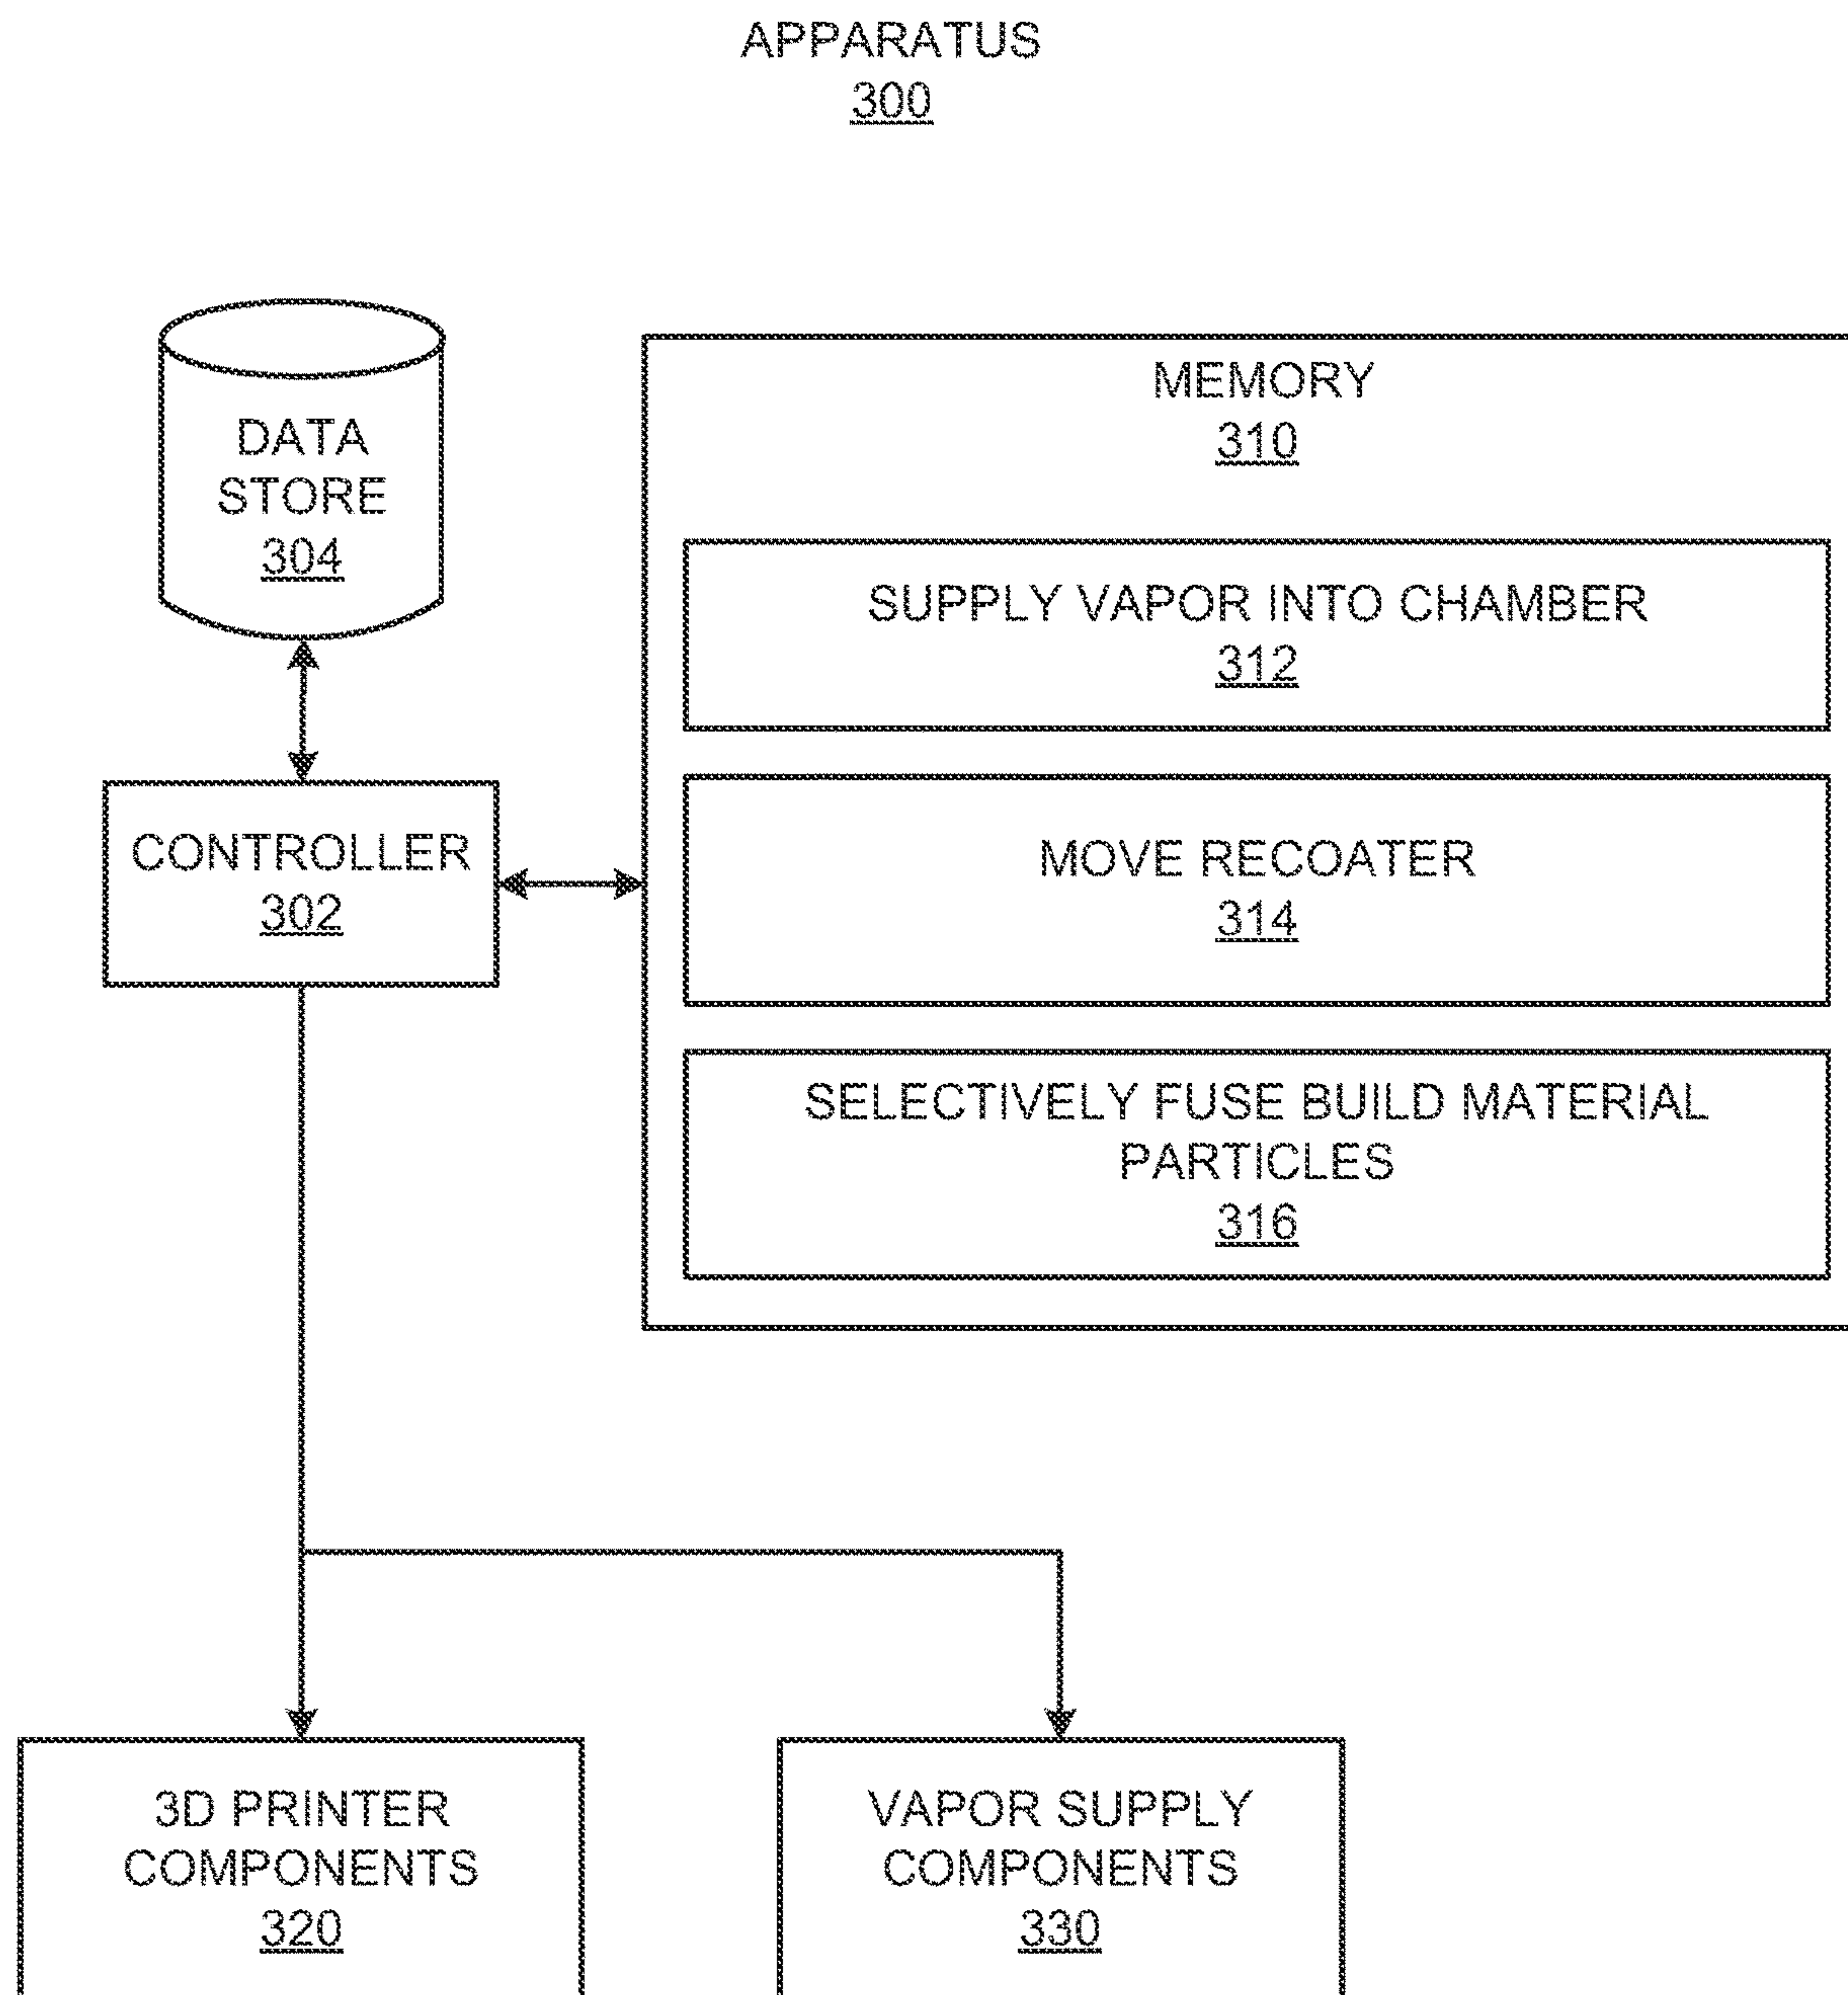 APPARATUS
300
DATA
STORE
304
MEMORY
310
SUPPLY VAPOR INTO CHAMBER
312
CONTROLLER
302
MOVE RECOATER
314
SELECTIVELY FUSE BUILD MATERIAL
PARTICLES
316
3D PRINTER
COMPONENTS
320
VAPOR SUPPLY
COMPONENTS
330